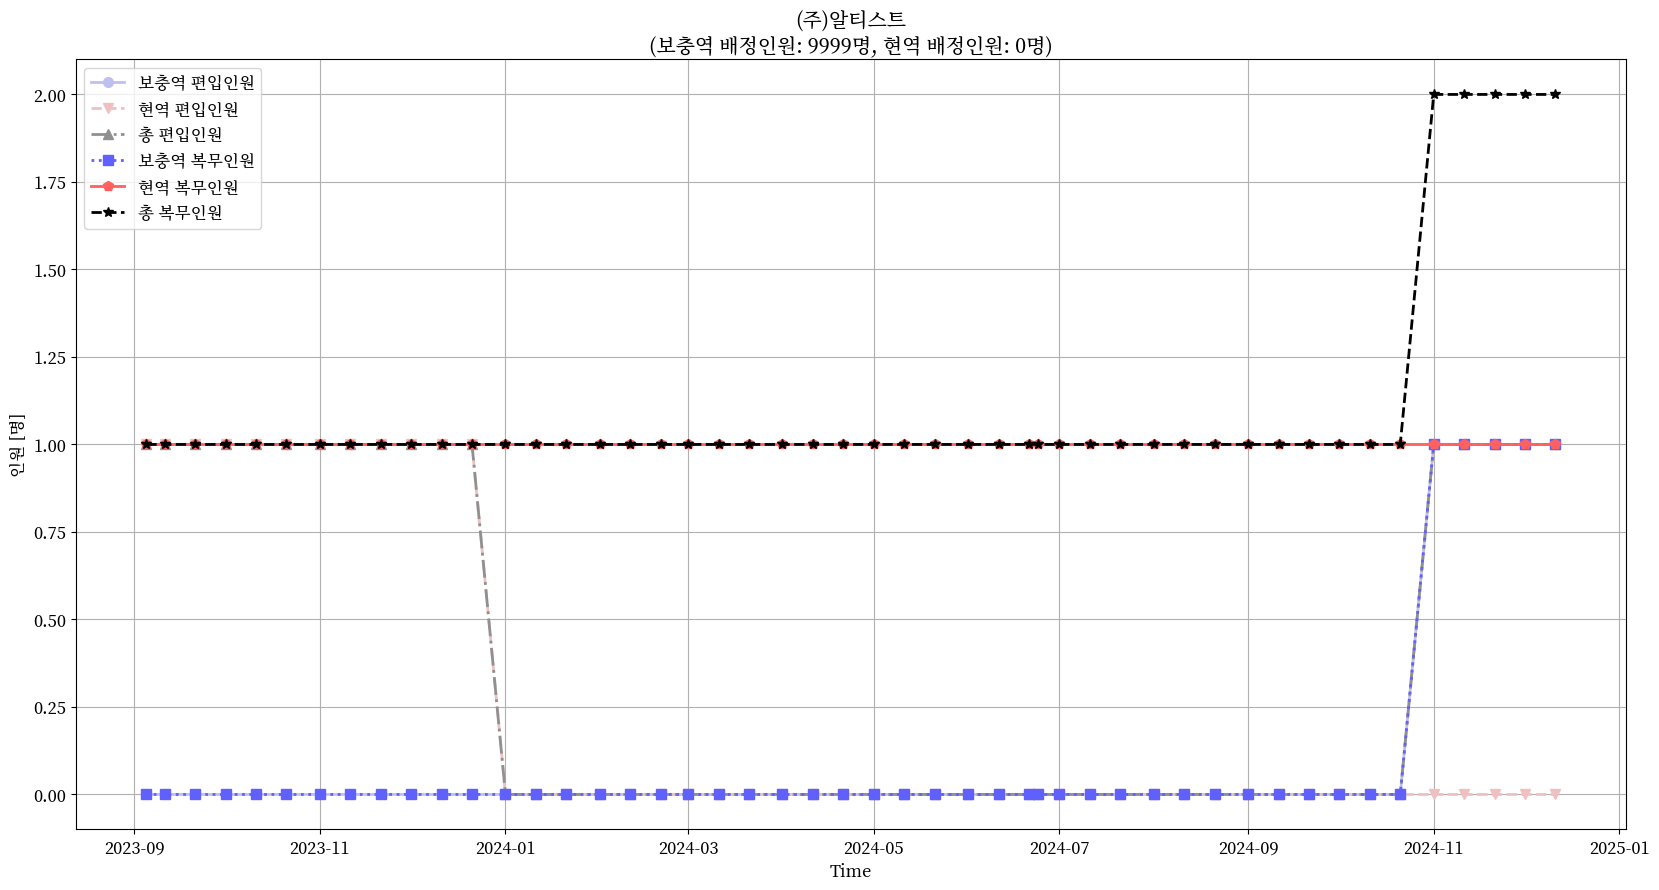 (주)알티스트
(보충역 배정인원: 9999명, 현역 배정인원: 0명)
보충역 편입인원
현역 편입인원
총 편입인원
보충역 복무인원
현역 복무인원
총 복무인원
2.00
1.75
1.50
1.25
1.00
0.75
0.50
0.25
0.00
인원 [명]
2023-09 2023-11 2024-01 2024-03 2024-05 2024-07 2024-09 2024-11 2025-01
Time